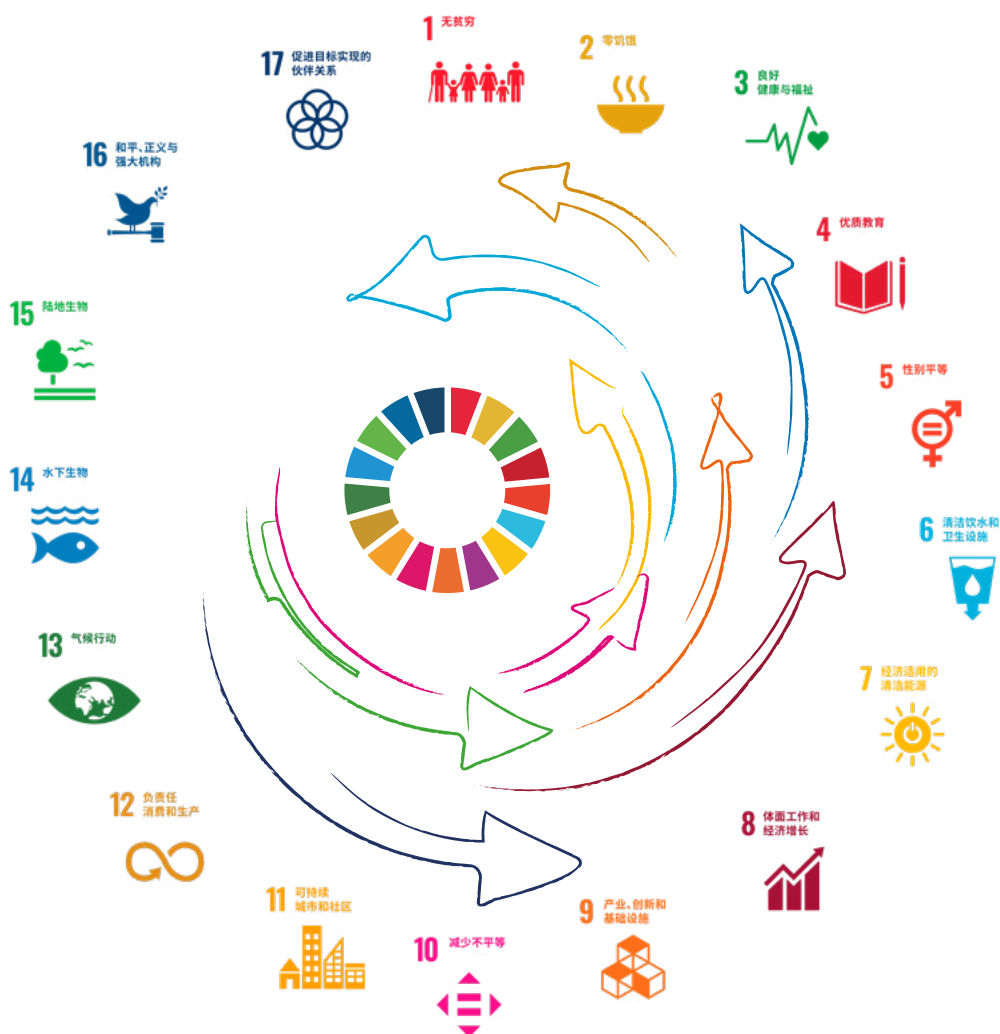 1 无贫穷
2 零饥饿
3 良好
健康与福祉
4 优质教育
5 性别平等
6 清洁饮水和
卫生设施
7 经济适用的
清洁能源
8 体面工作和
经济增长
9 产业、创新和
基础设施
10 减少不平等
11 可持续
城市和社区
12 负责任
消费和生产
13 气候行动
14 水下生物
15 陆地生物
16 和平、正义与
强大机构
17 促进目标实现的
伙伴关系